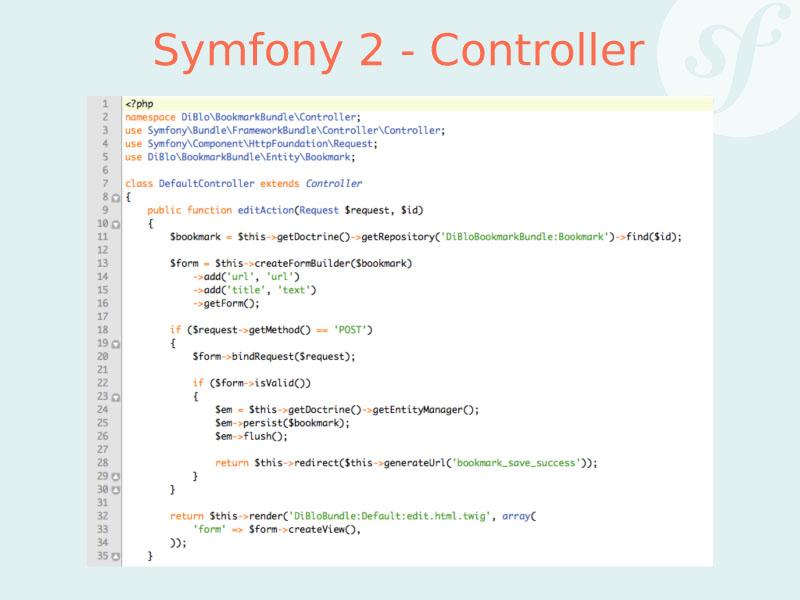 Symfony 2 - Controller
sf
1 <?php
2 namespace DiBlo\BookmarkBundle\Controller;
3 use Symfony\Bundle\FrameworkBundle\Controller\Controller;
4 use Symfony\Component\HttpFoundation\Request;
5 use DiBlo\BookmarkBundle\Entity\Bookmark;
6
7 class DefaultController extends Controller
8 {
9     public function editAction(Request $request, $id)
10     {
11         $bookmark = $this->getDoctrine()->getRepository('DiBloBookmarkBundle:Bookmark')->find($id);
12
13         $form = $this->createFormBuilder($bookmark)
14             ->add('url', 'url')
15             ->add('title', 'text')
16             ->getForm();
17
18         if ($request->getMethod() == 'POST')
19         {
20             $form->bindRequest($request);
21
22             if ($form->isValid())
23             {
24                 $em = $this->getDoctrine()->getEntityManager();
25                 $em->persist($bookmark);
26                 $em->flush();
27
28                 return $this->redirect($this->generateUrl('bookmark_save_success'));
29             }
30         }
31
32         return $this->render('DiBloBundle:Default:edit.html.twig', array(
33             'form' => $form->createView(),
34         ));
35     }